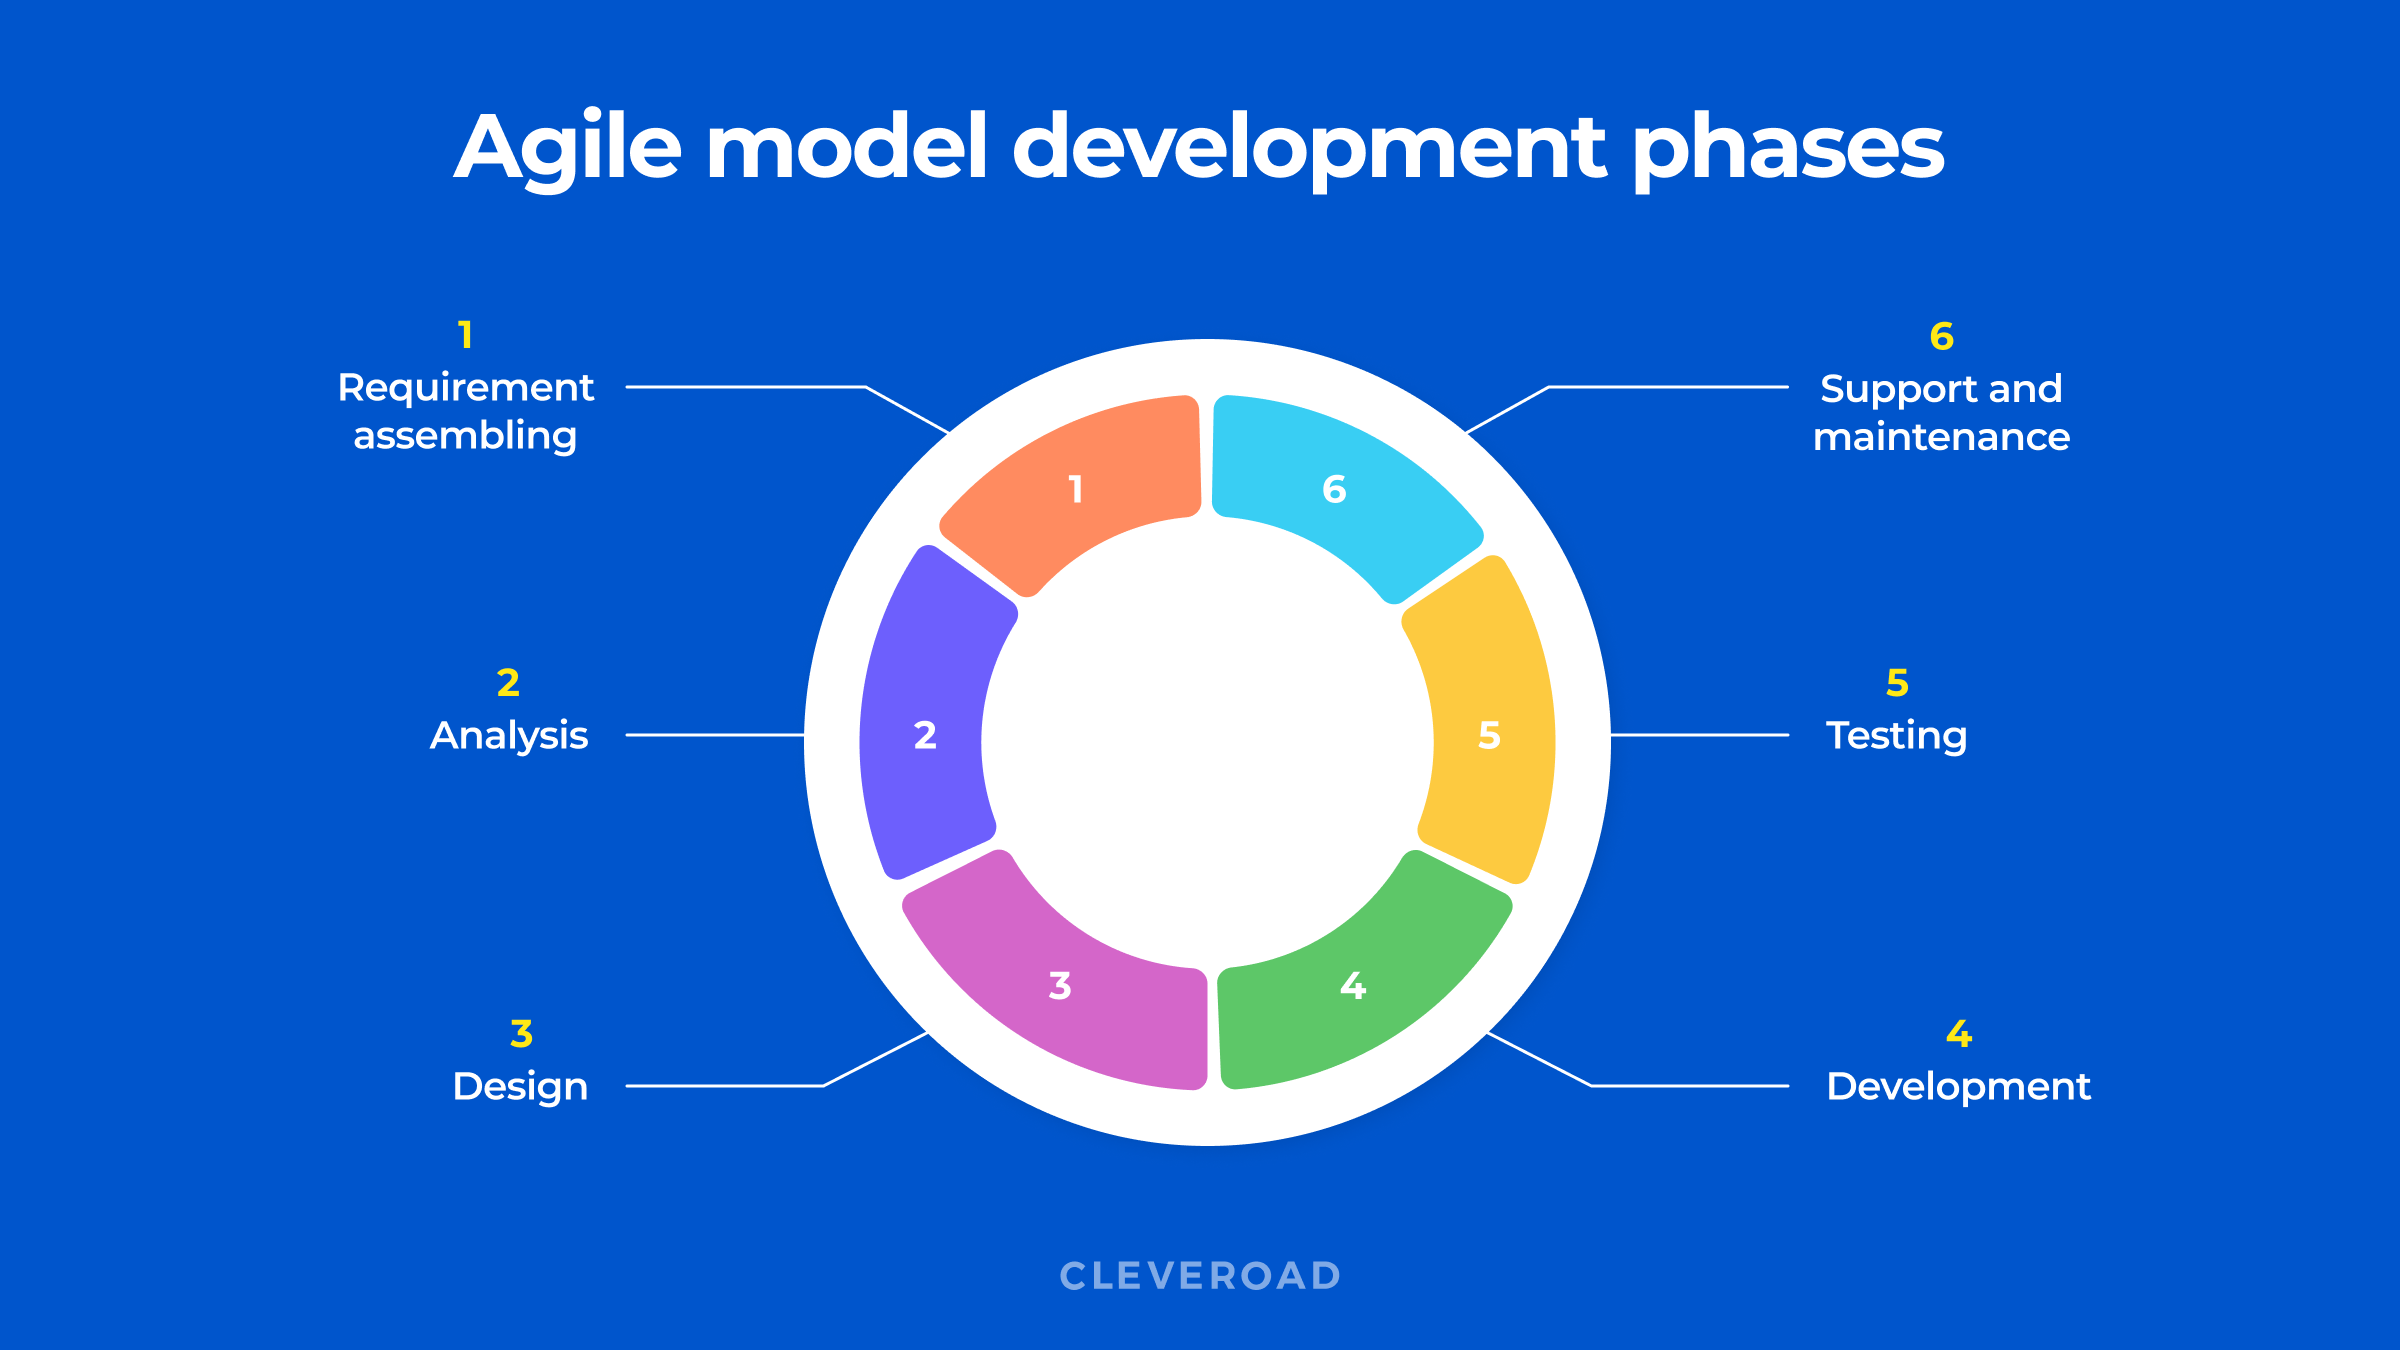 Agile model development phases
1
Requirement
assembling
2
Analysis
3
Design
6
Support and
maintenance
5
Testing
4
Development
1
6
2
5
3
4
CLEVEROAD